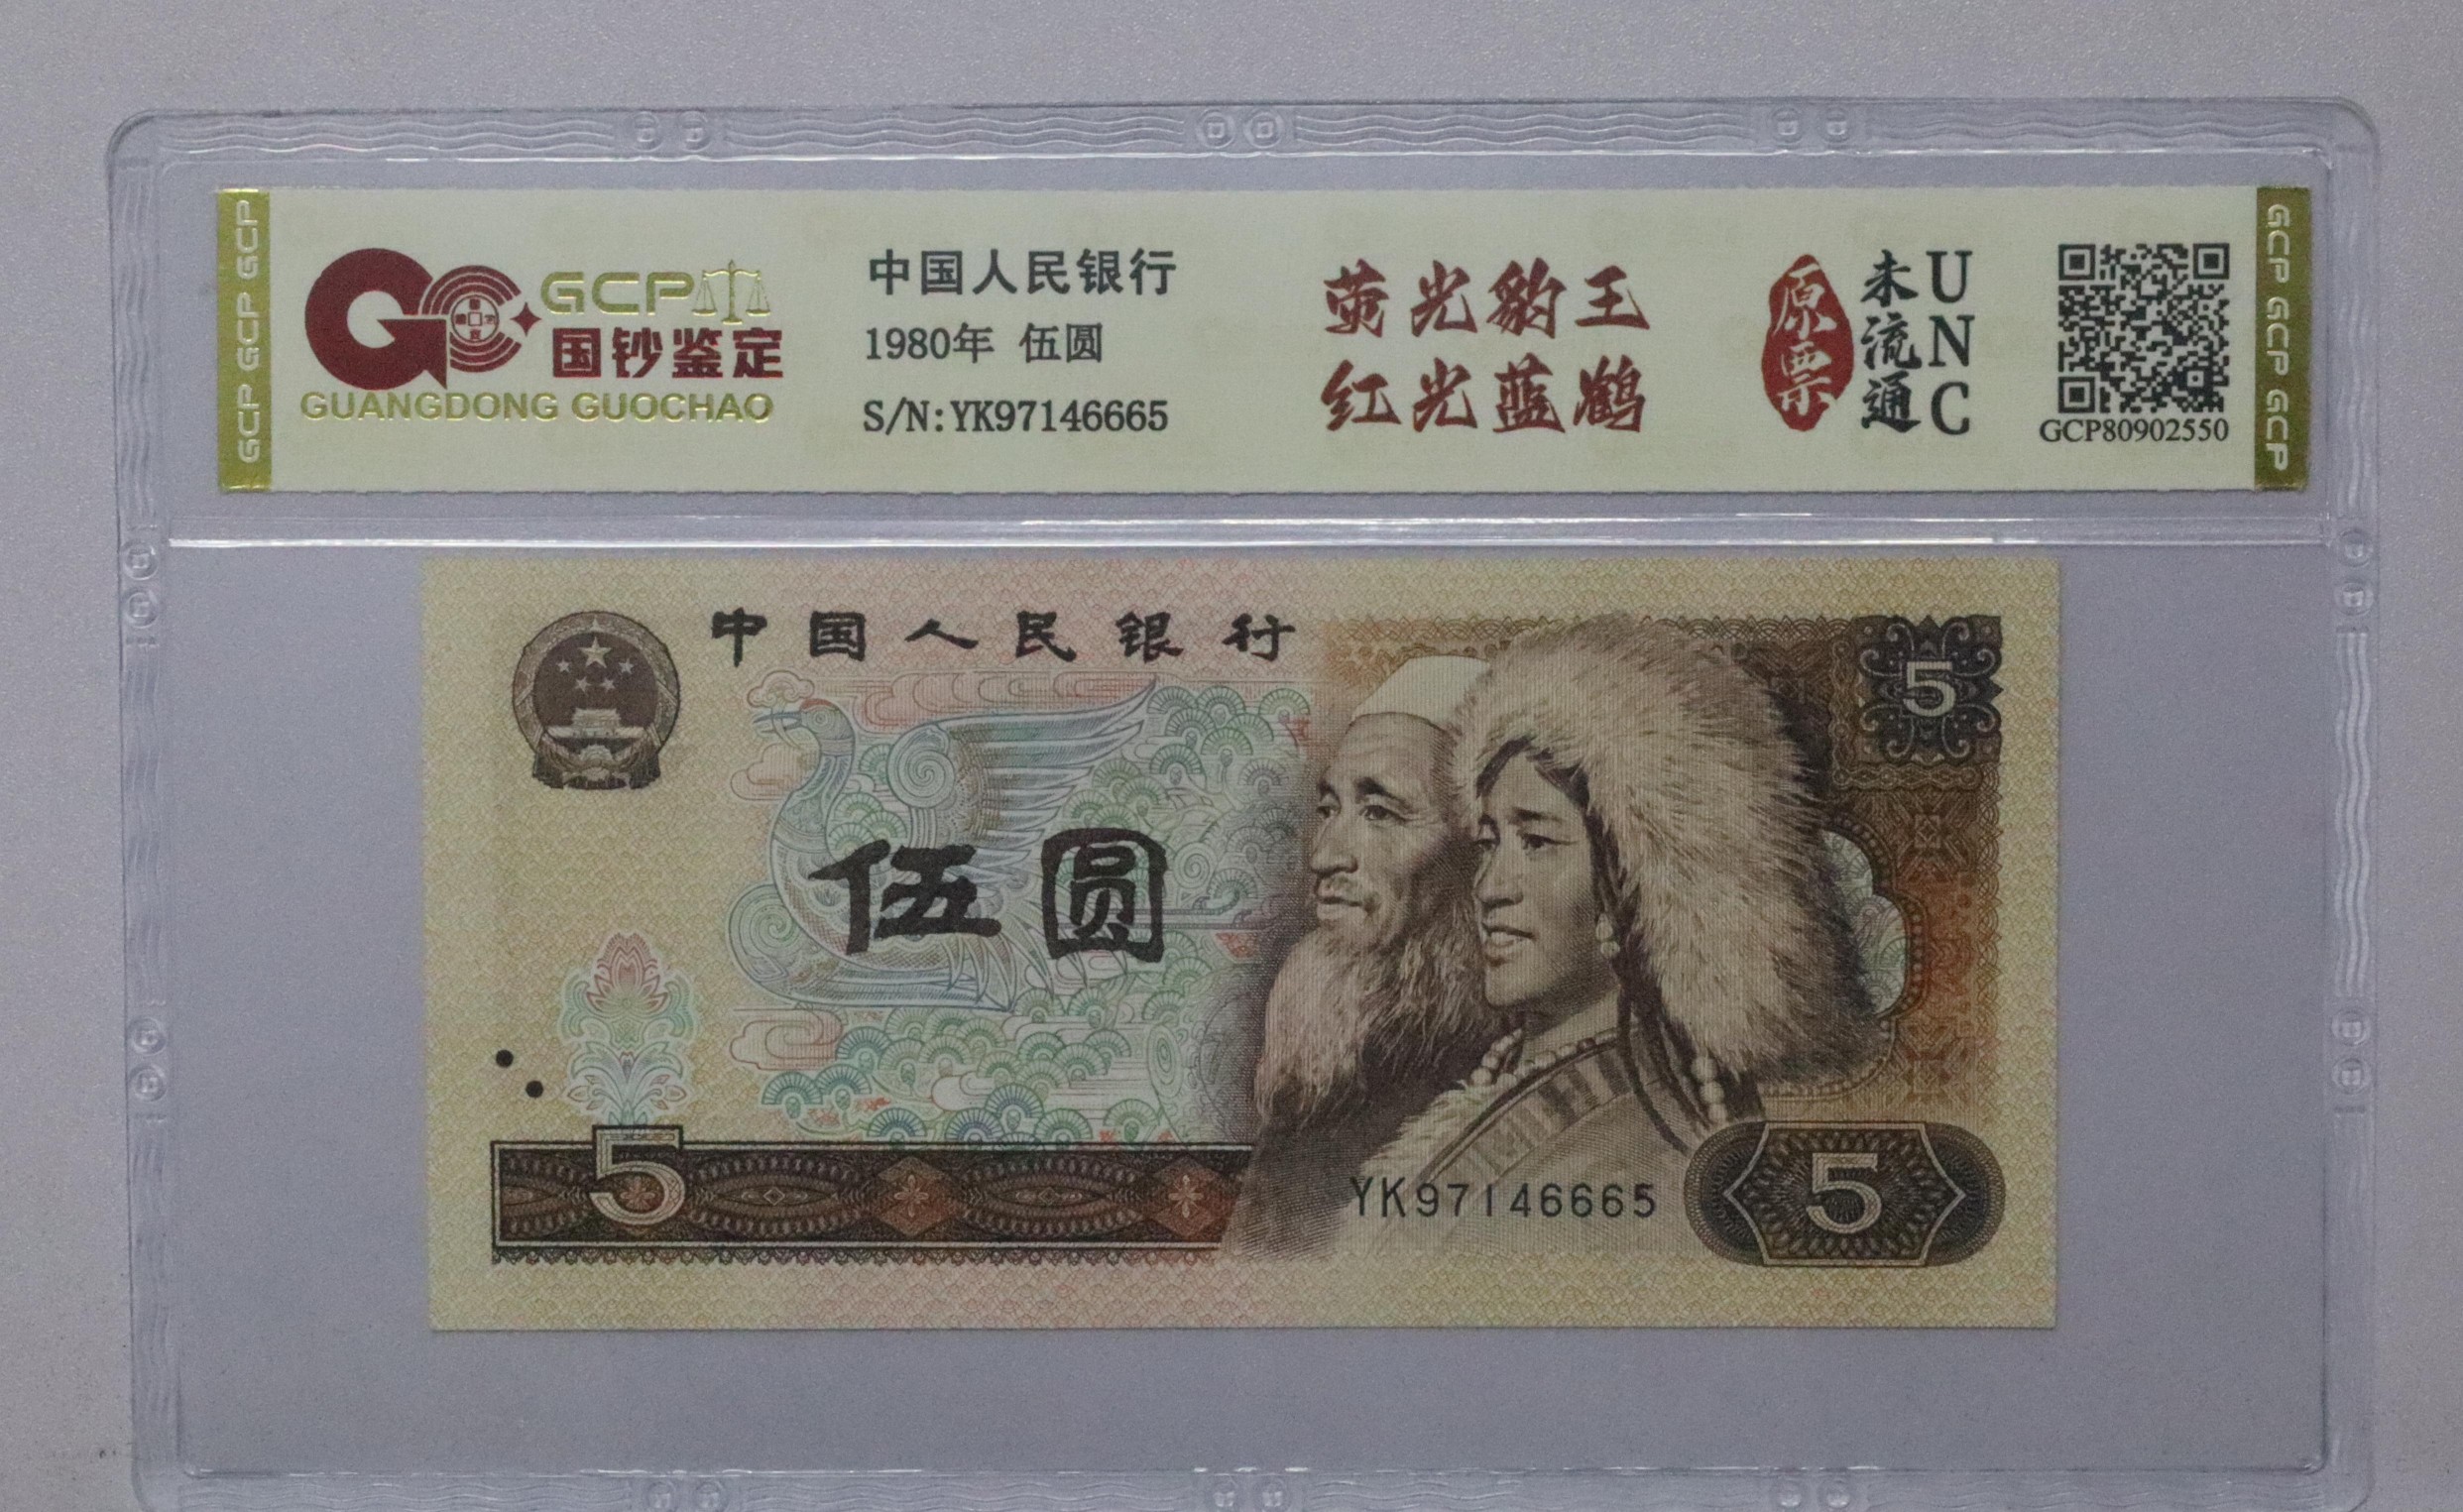 GCP GCP GCP
GCP
国钞鉴定
GUANGDONG GUOCHAO
中国人民银行
1980年 伍圆
S/N:YK97146665
荧光豹王
红光蓝鹤
原票
未流通
UNC
GCP80902550
GCP GCP GCP
中国人民银行
5
伍圆
5
YK97146665
5